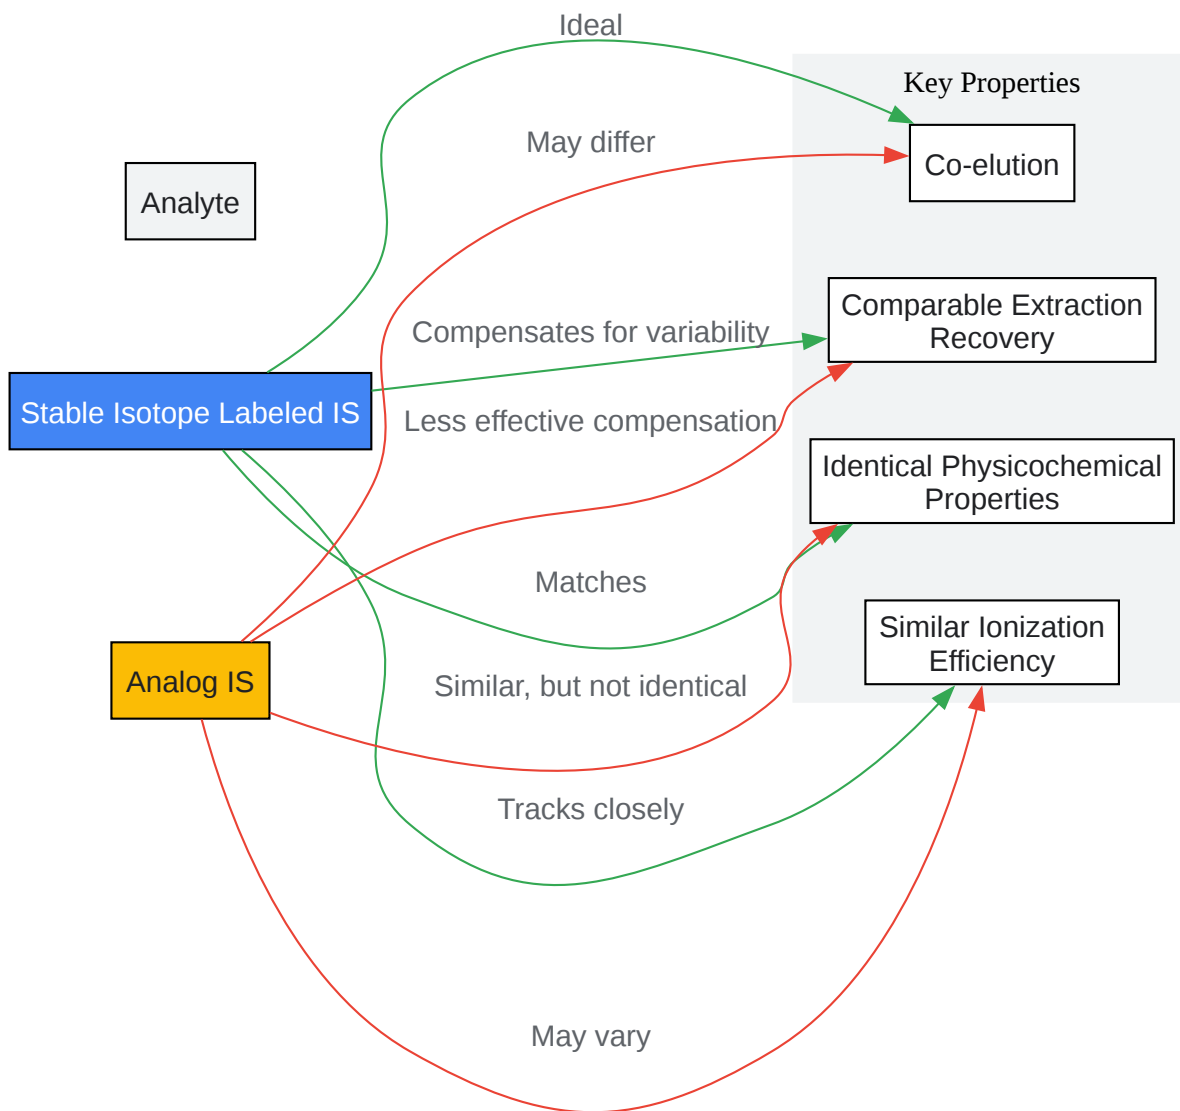 Ideal
Key Properties
May differ
Co-elution
Analyte
Compensates for variability
Comparable Extraction
Recovery
Stable Isotope Labeled IS
Less effective compensation
Identical Physicochemical
Properties
Matches
Similar Ionization
Efficiency
Analog IS
Similar, but not identical
Tracks closely
May vary